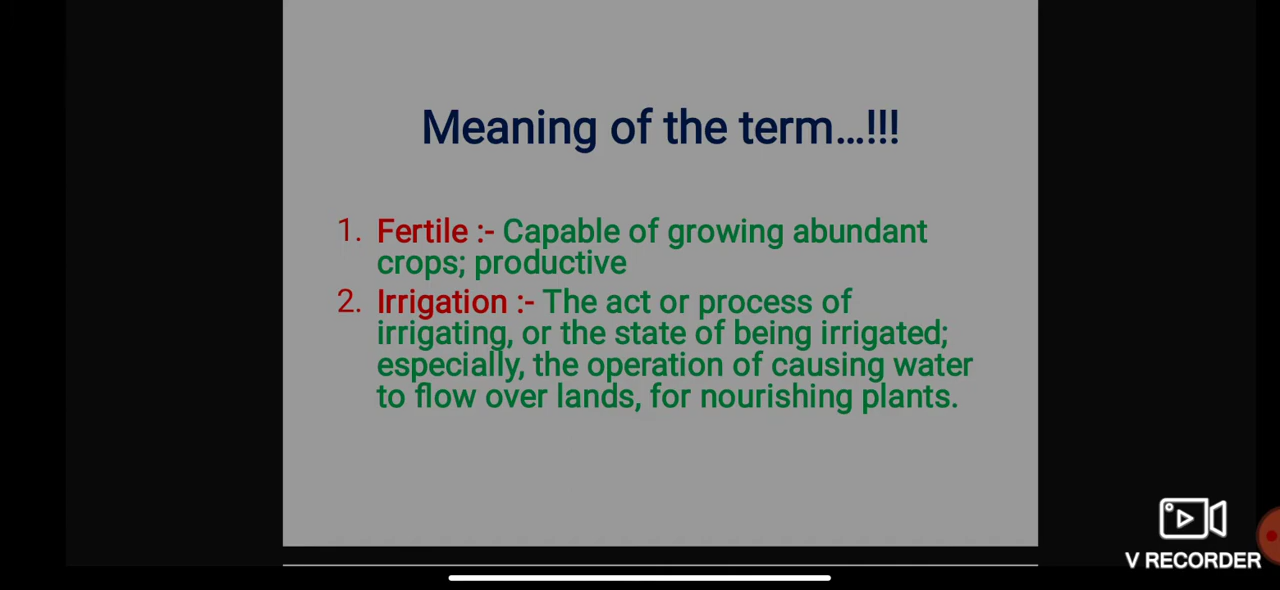 Meaning of the term...!!!
1. Fertile :- Capable of growing abundant
crops; productive
2. Irrigation :- The act or process of
irrigating, or the state of being irrigated;
especially, the operation of causing water
to flow over lands, for nourishing plants.
V RECORDER